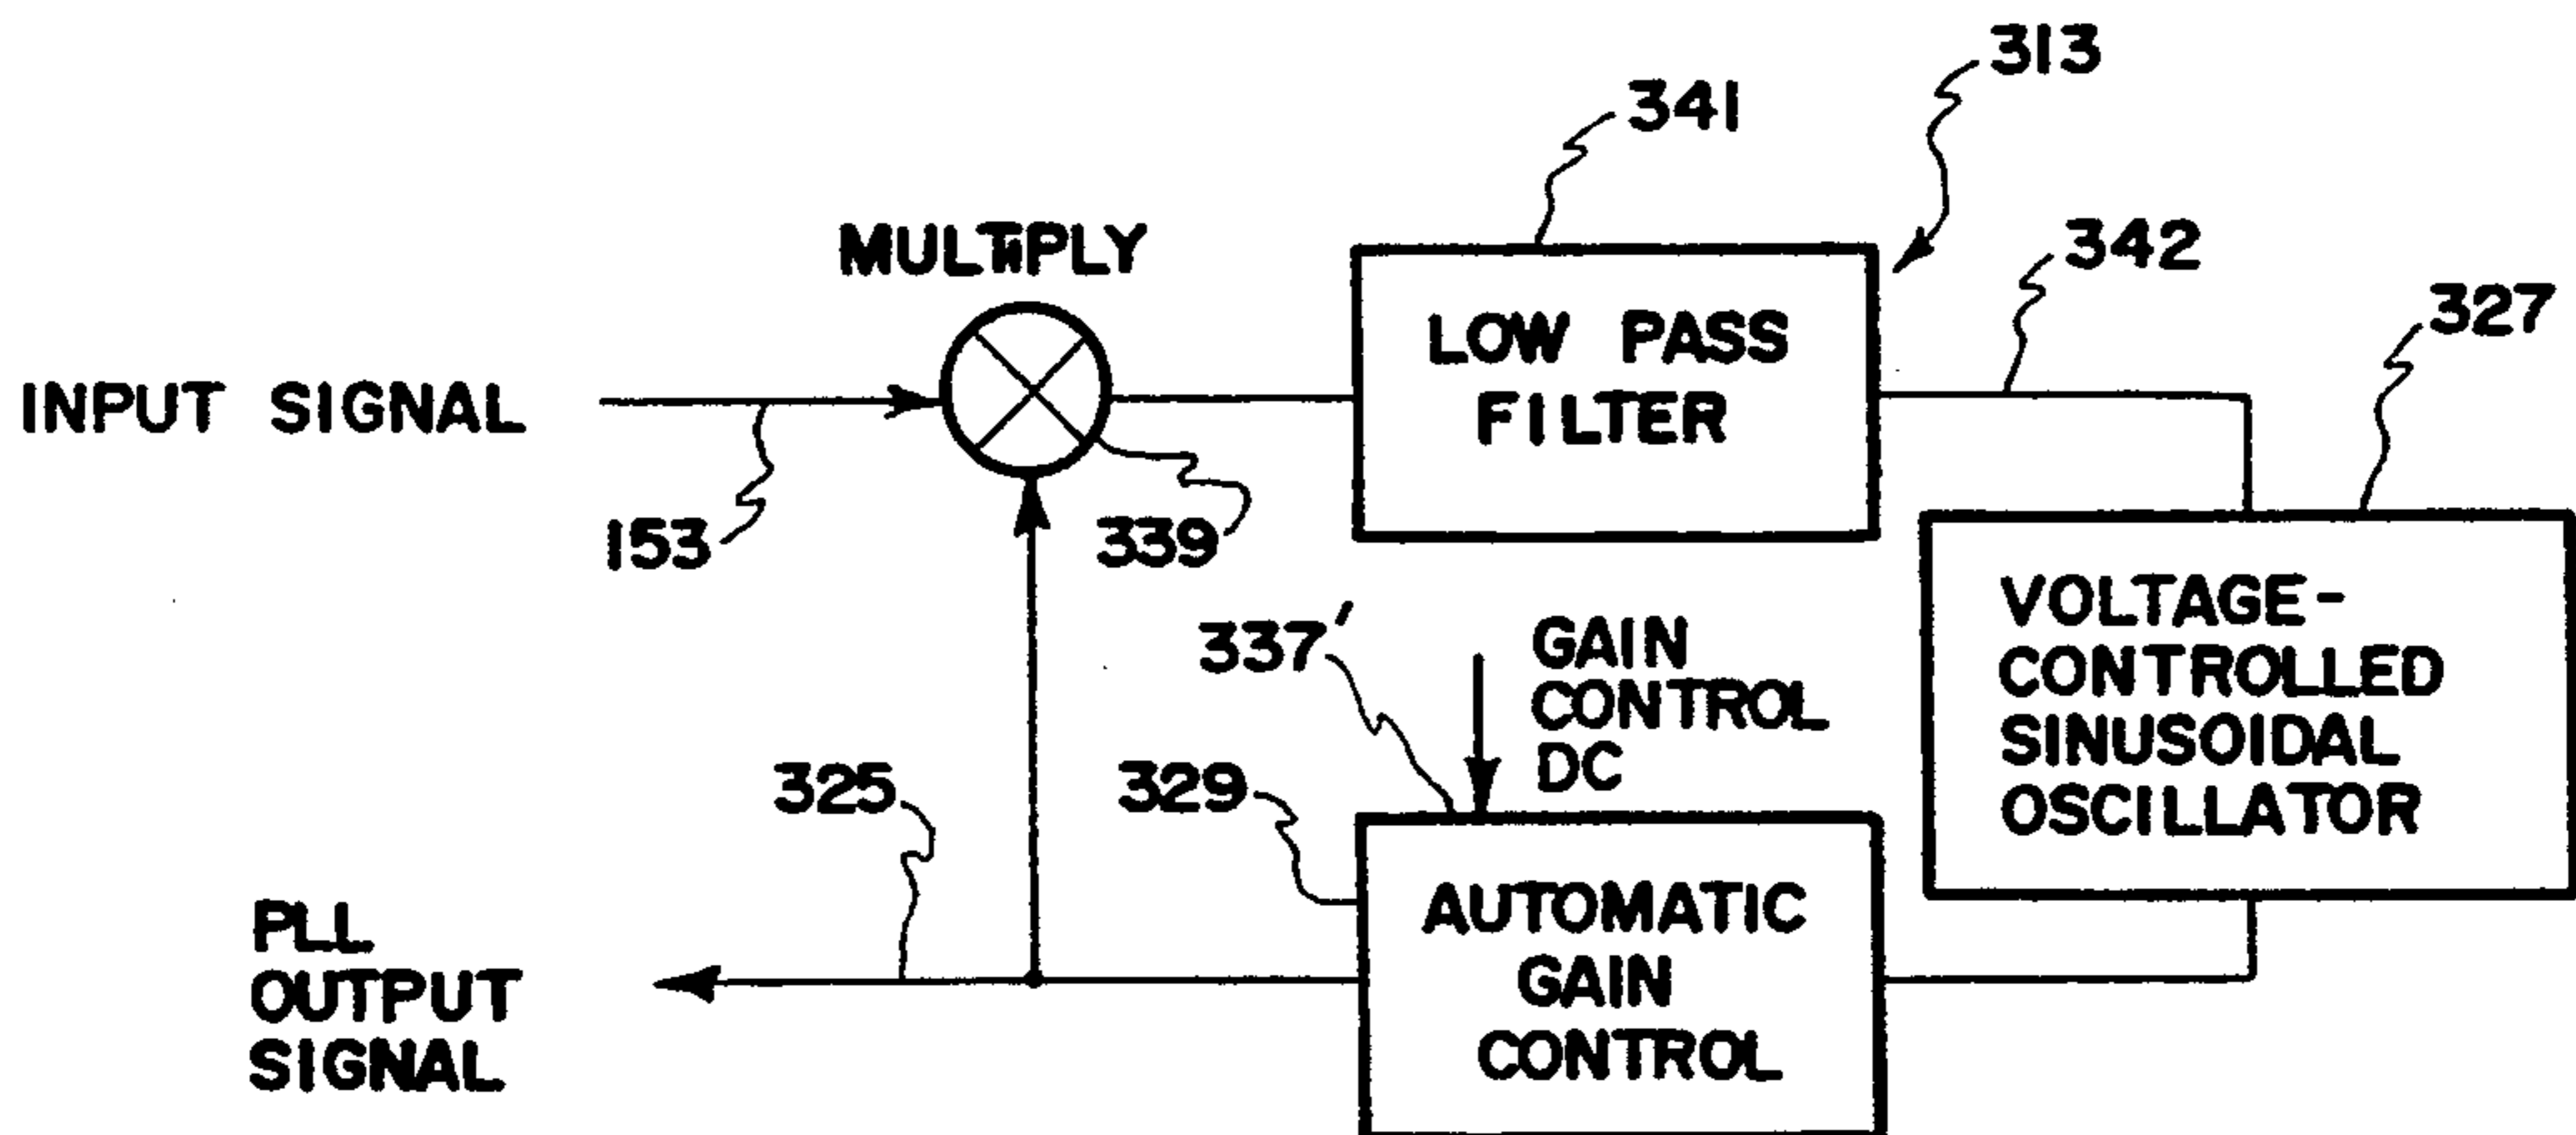 313
341
342
MULTIPLY
327
LOW PASS
FILTER
INPUT SIGNAL
153
339
VOLTAGE-
CONTROLLED
SINUSOIDAL
OSCILLATOR
337'
GAIN
CONTROL
DC
325
329
AUTOMATIC
GAIN
CONTROL
PLL
OUTPUT
SIGNAL